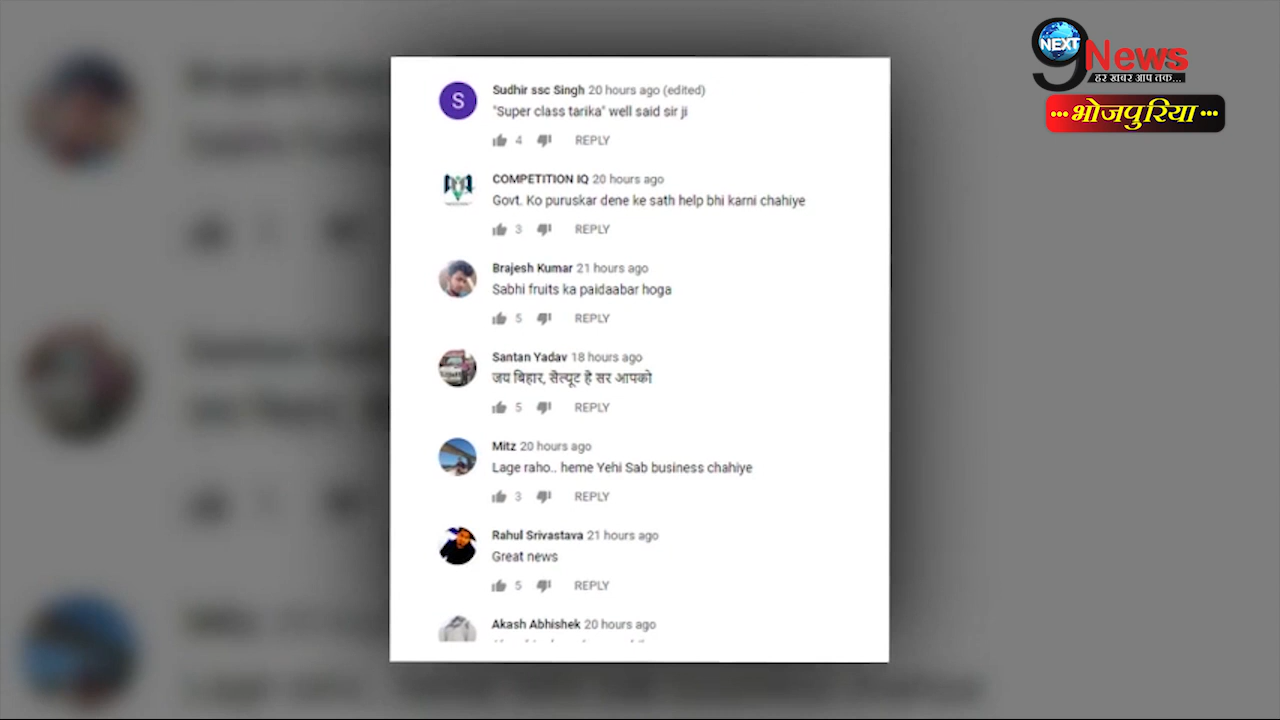 9 NEXT News
हर खबर आप तक...
...भोजपुरिया...
S
Sudhir ssc Singh 20 hours ago (edited)
"Super class tarika" well said sir ji
4 REPLY
COMPETITION IQ 20 hours ago
Govt. Ko puruskar dene ke sath help bhi karni chahiye
3 REPLY
Brajesh Kumar 21 hours ago
Sabhi fruits ka paidaabar hoga
5 REPLY
Santan Yadav 18 hours ago
जय बिहार, सेल्यूट हे सर आपको
5 REPLY
Mitz 20 hours ago
Lage raho.. heme Yehi Sab business chahiye
3 REPLY
Rahul Srivastava 21 hours ago
Great news
5 REPLY
Akash Abhishek 20 hours ago